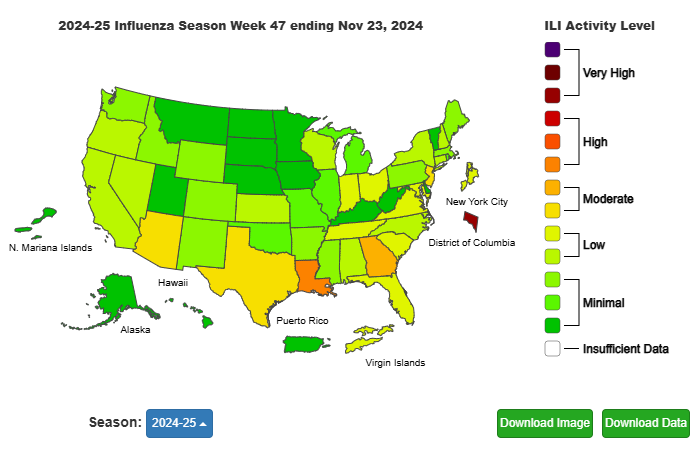 2024-25 Influenza Season Week 47 ending Nov 23, 2024
ILI Activity Level
Very High
High
Moderate
Low
Minimal
Insufficient Data
New York City
District of Columbia
N. Mariana Islands
Hawaii
Alaska
Puerto Rico
Virgin Islands
Season: 2024-25
Download Image Download Data